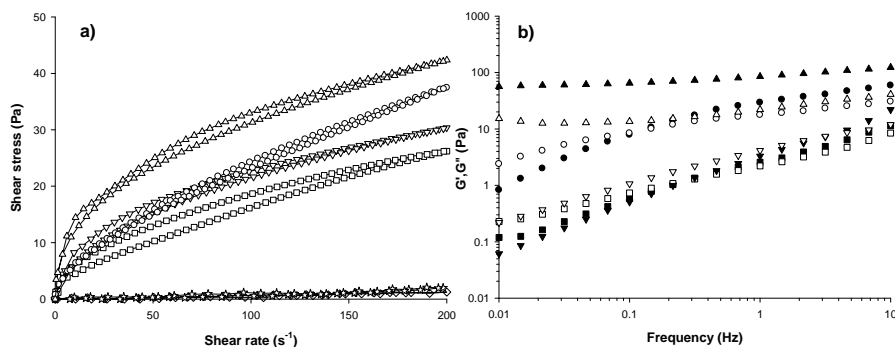 a)
50
40
30
20
10
0
Shear stress (Pa)
0 50 100 150 200
Shear rate (s⁻¹)
b)
1000
100
10
1
0.1
0.01
G',G'' (Pa)
0.01 0.1 1 10
Frequency (Hz)